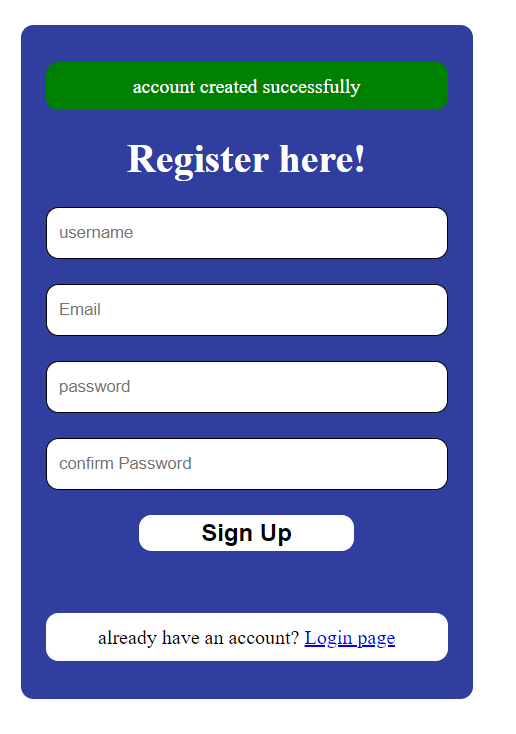 account created successfully
Register here!
username
Email
password
confirm Password
Sign Up
already have an account? Login page